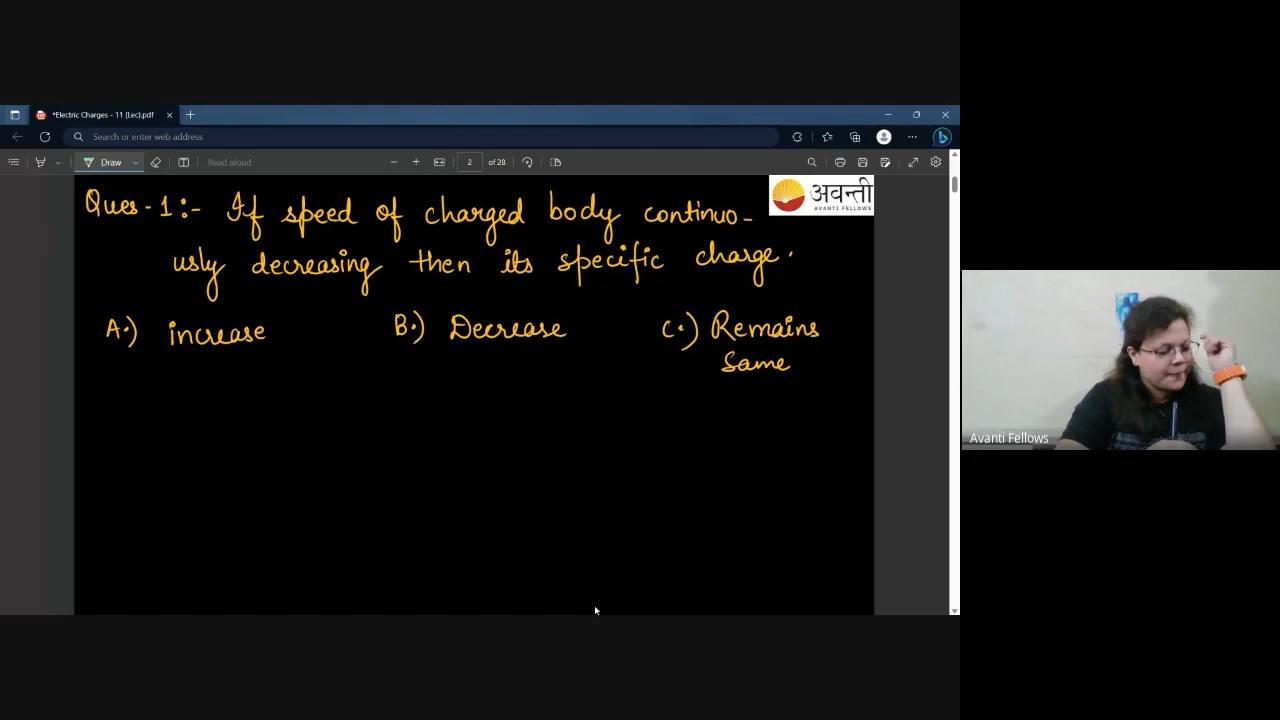 *Electric Charges - 11 (Lec).pdf
Search or enter web address
Draw
Read aloud
2 of 28
Ques-1:- If speed of charged body continuo-
अवन्ती
AVANTI FELLOWS
usly decreasing then its specific charge.
A.) increase B.) Decrease C.) Remains
Same
Avanti Fellows